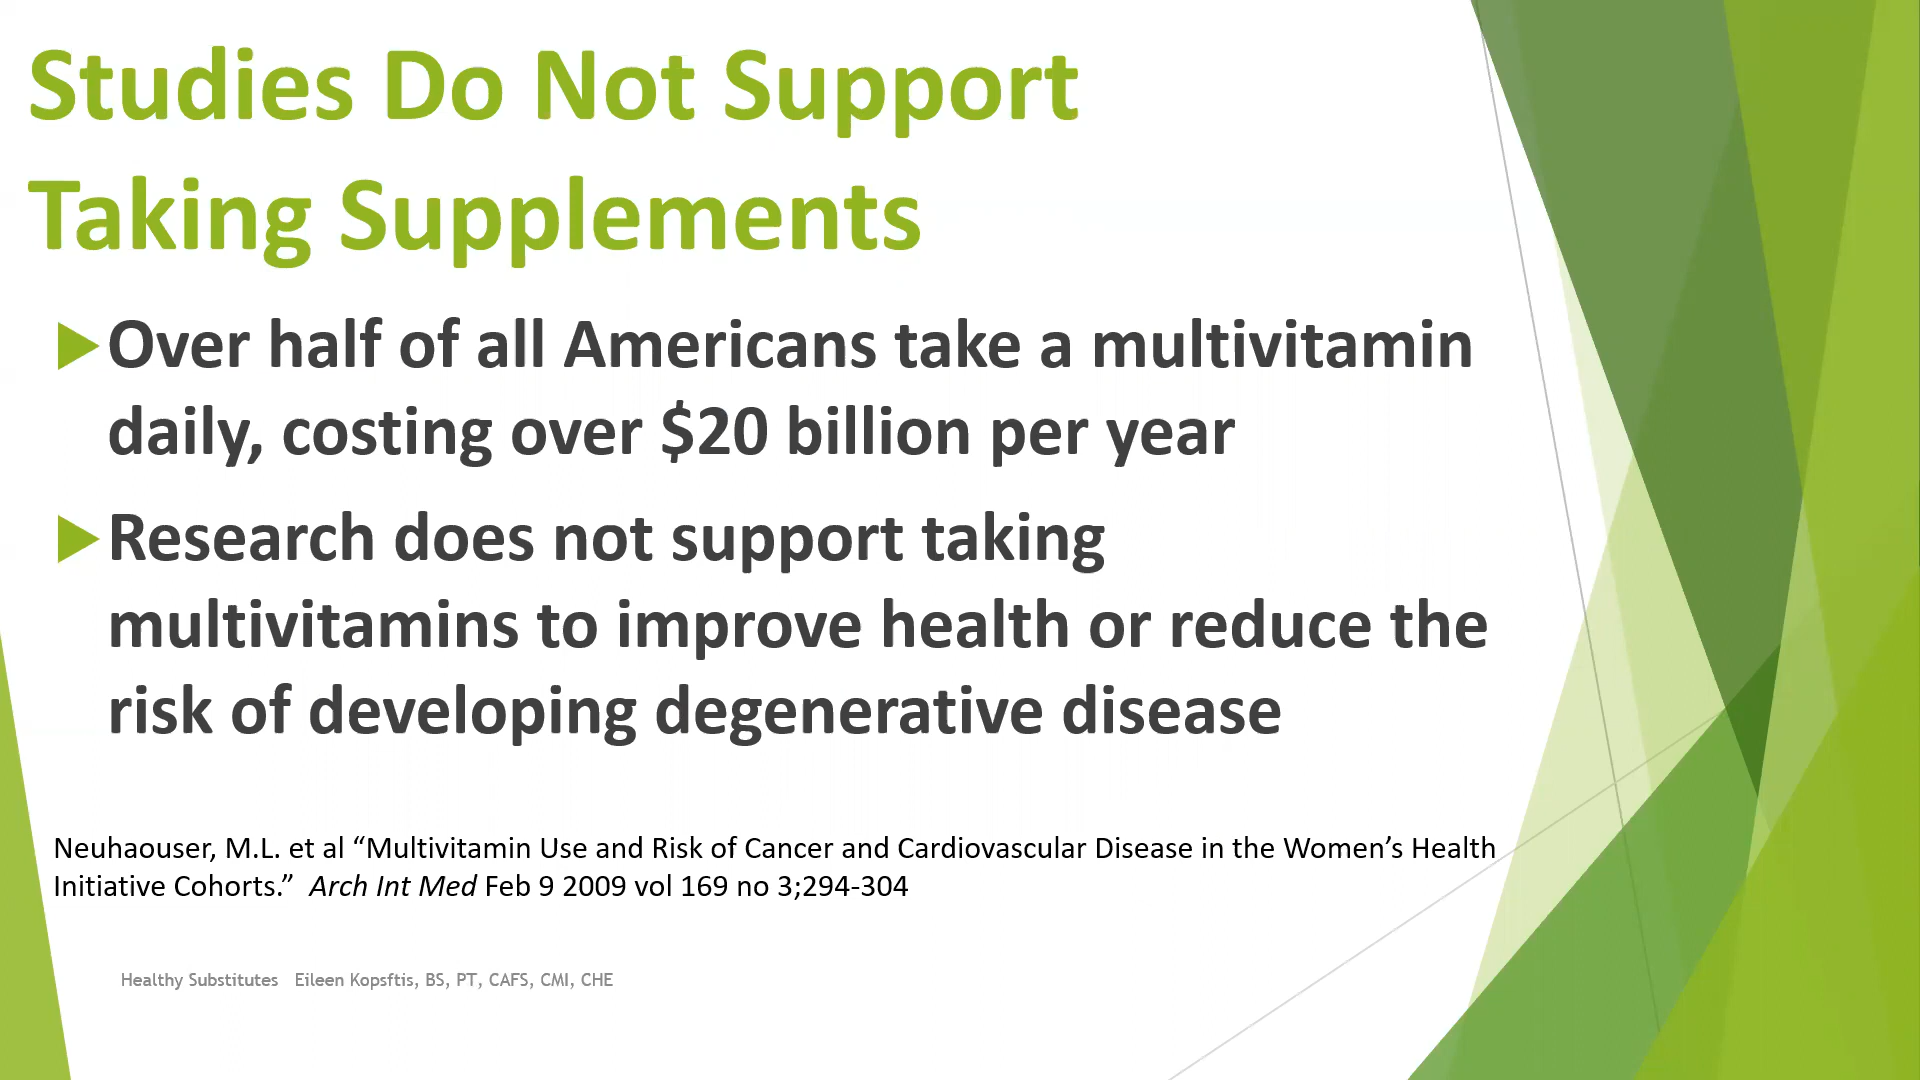 Studies Do Not Support
Taking Supplements
Over half of all Americans take a multivitamin
daily, costing over $20 billion per year
Research does not support taking
multivitamins to improve health or reduce the
risk of developing degenerative disease
Neuhaouser, M.L. et al “Multivitamin Use and Risk of Cancer and Cardiovascular Disease in the Women’s Health
Initiative Cohorts.” Arch Int Med Feb 9 2009 vol 169 no 3;294-304
Healthy Substitutes Eileen Kopsftis, BS, PT, CAFS, CMI, CHE